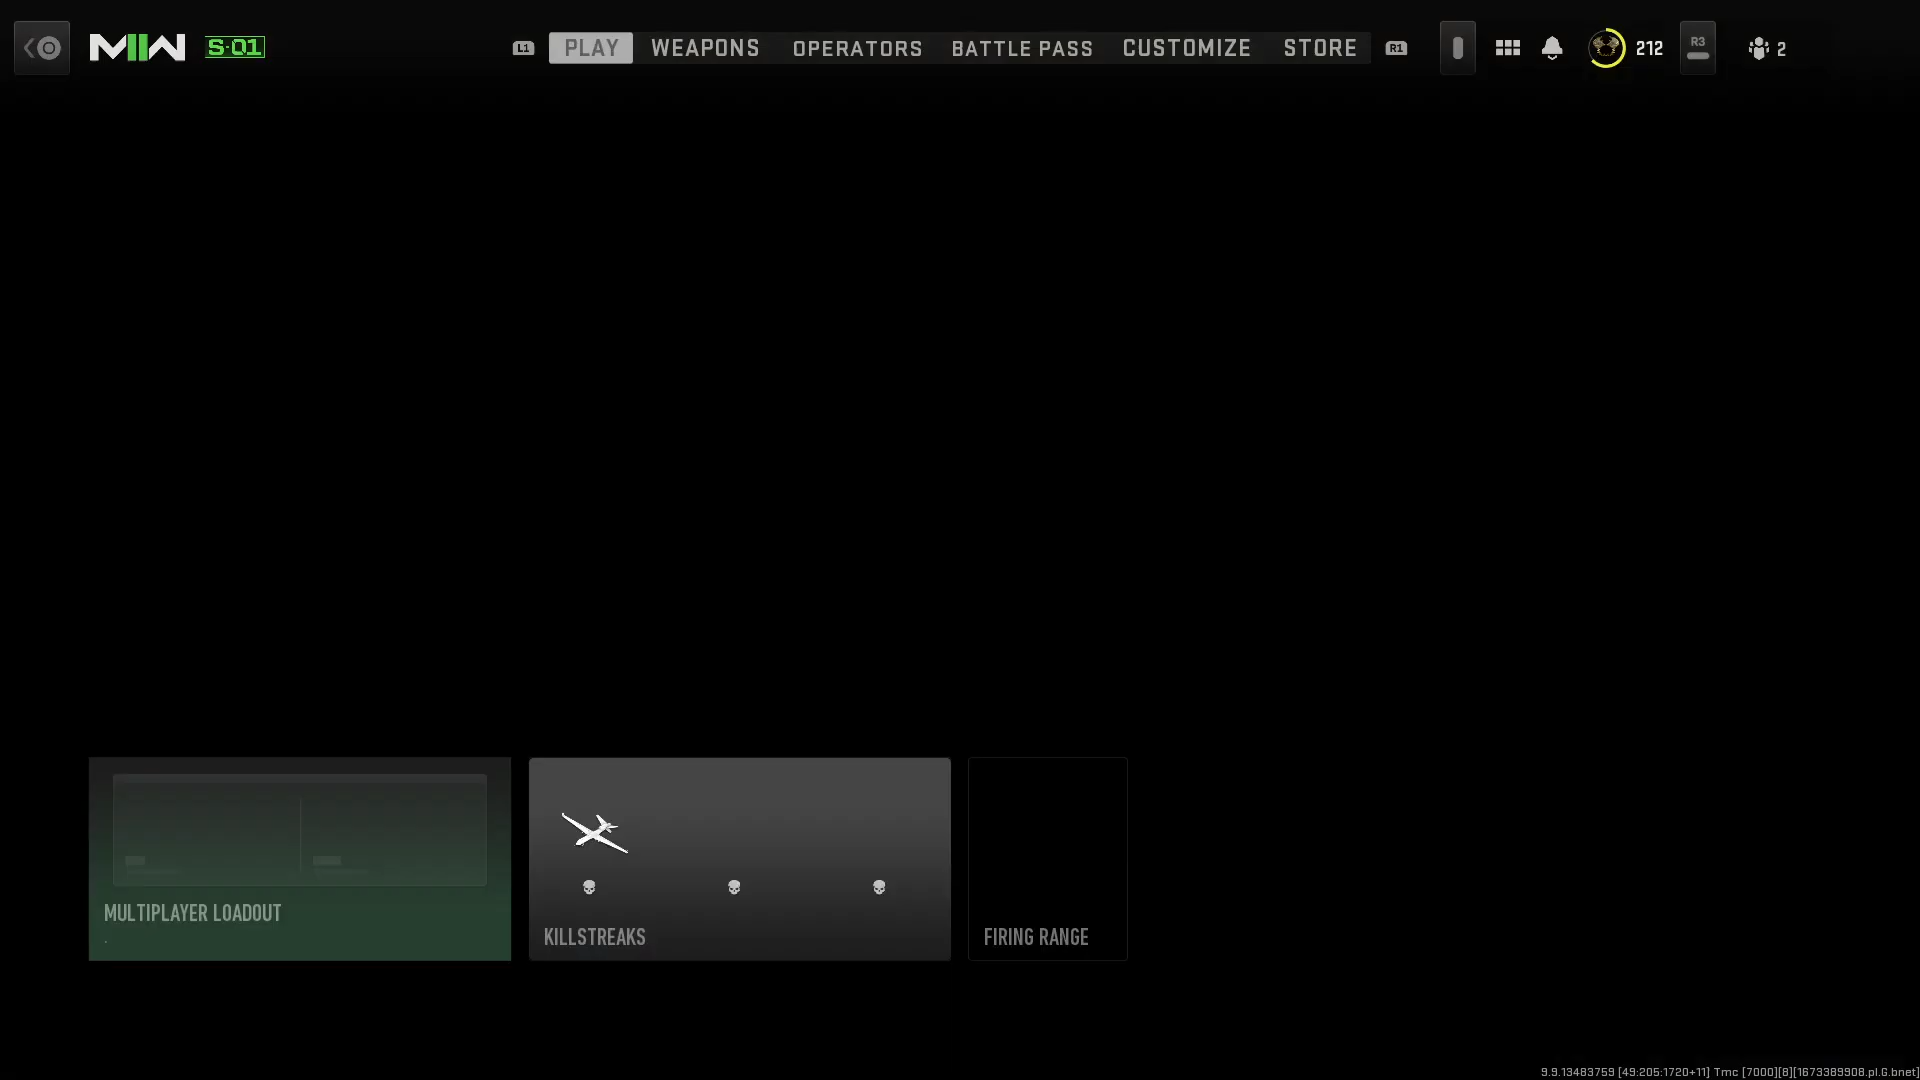 MIIW S-01
L1 PLAY WEAPONS OPERATORS BATTLE PASS CUSTOMIZE STORE R1 212 R3 2
MULTIPLAYER LOADOUT
KILLSTREAKS
FIRING RANGE
9.9.13483759 [49:205:1720+11] Tmc [7000][8][1673389908.pl.G.bnet]